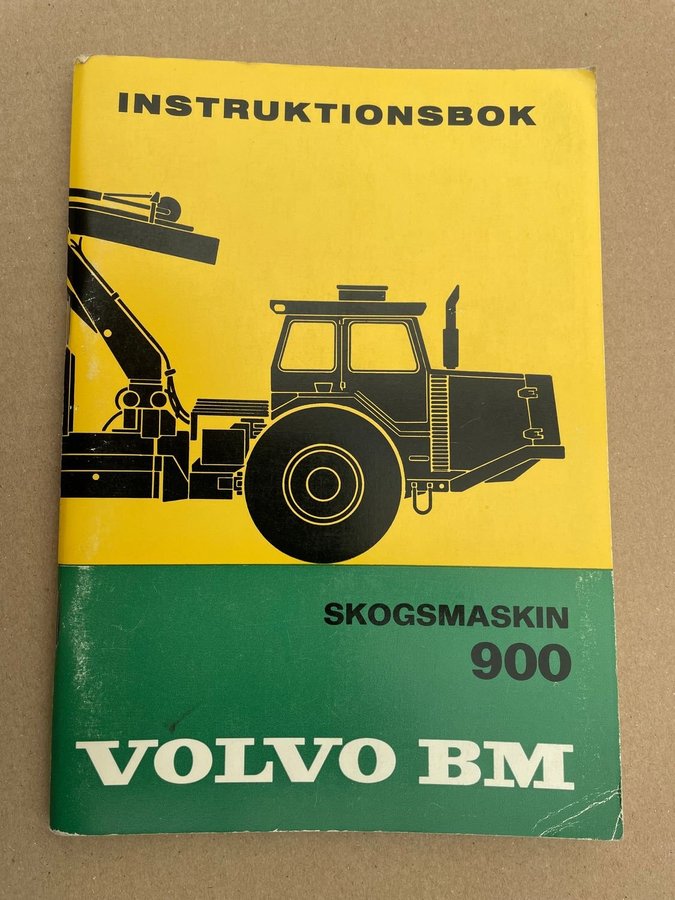 INSTRUKTIONSBOK
SKOGSMASKIN
900
VOLVO BM